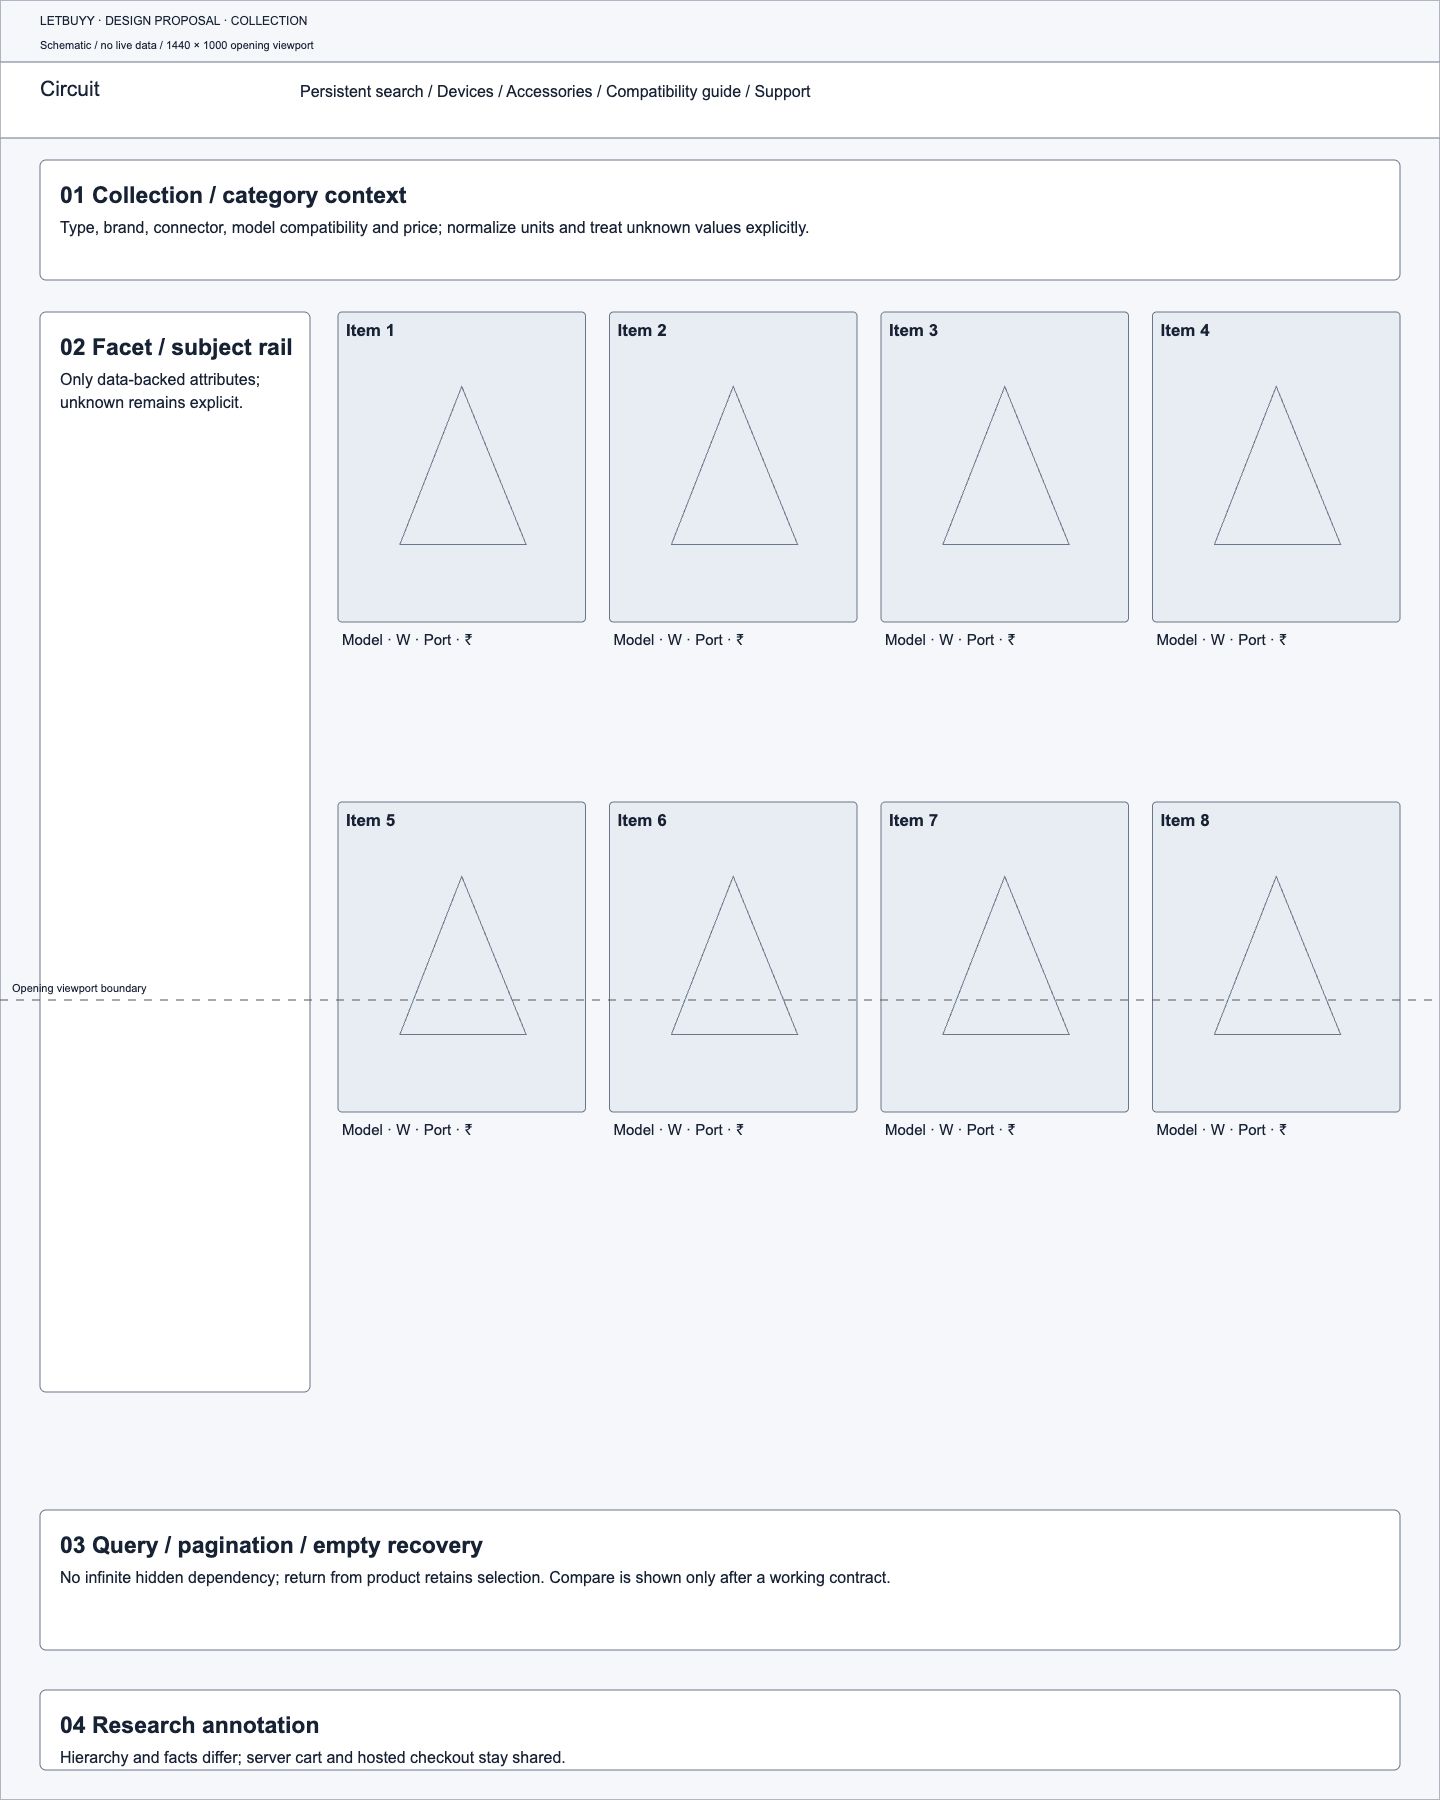 LETBUYY · DESIGN PROPOSAL · COLLECTION
Schematic / no live data / 1440 × 1000 opening viewport
Circuit
Persistent search / Devices / Accessories / Compatibility guide / Support
01 Collection / category context
Type, brand, connector, model compatibility and price; normalize units and treat unknown values explicitly.
02 Facet / subject rail
Only data-backed attributes;
unknown remains explicit.
Item 1
Item 2
Item 3
Item 4
Model · W · Port · ₹
Model · W · Port · ₹
Model · W · Port · ₹
Model · W · Port · ₹
Item 5
Item 6
Item 7
Item 8
Opening viewport boundary
Model · W · Port · ₹
Model · W · Port · ₹
Model · W · Port · ₹
Model · W · Port · ₹
03 Query / pagination / empty recovery
No infinite hidden dependency; return from product retains selection. Compare is shown only after a working contract.
04 Research annotation
Hierarchy and facts differ; server cart and hosted checkout stay shared.